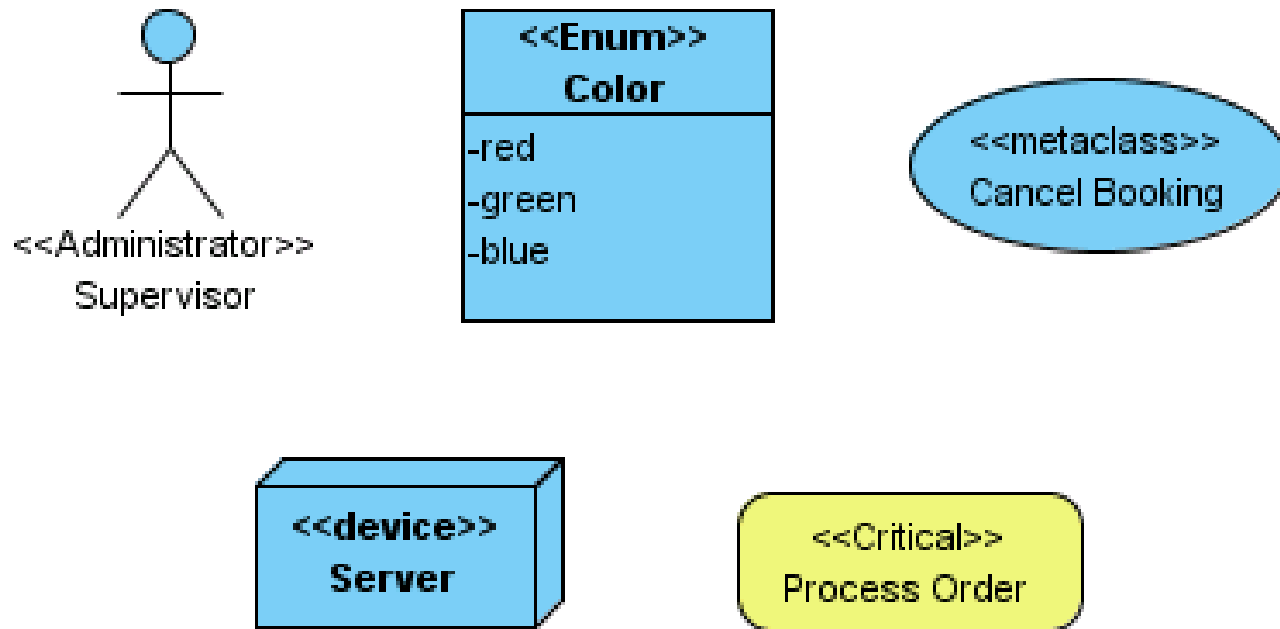 <<Administrator>>
Supervisor
<<Enum>>
Color
-red
-green
-blue
<<metaclass>>
Cancel Booking
<<device>>
Server
<<Critical>>
Process Order